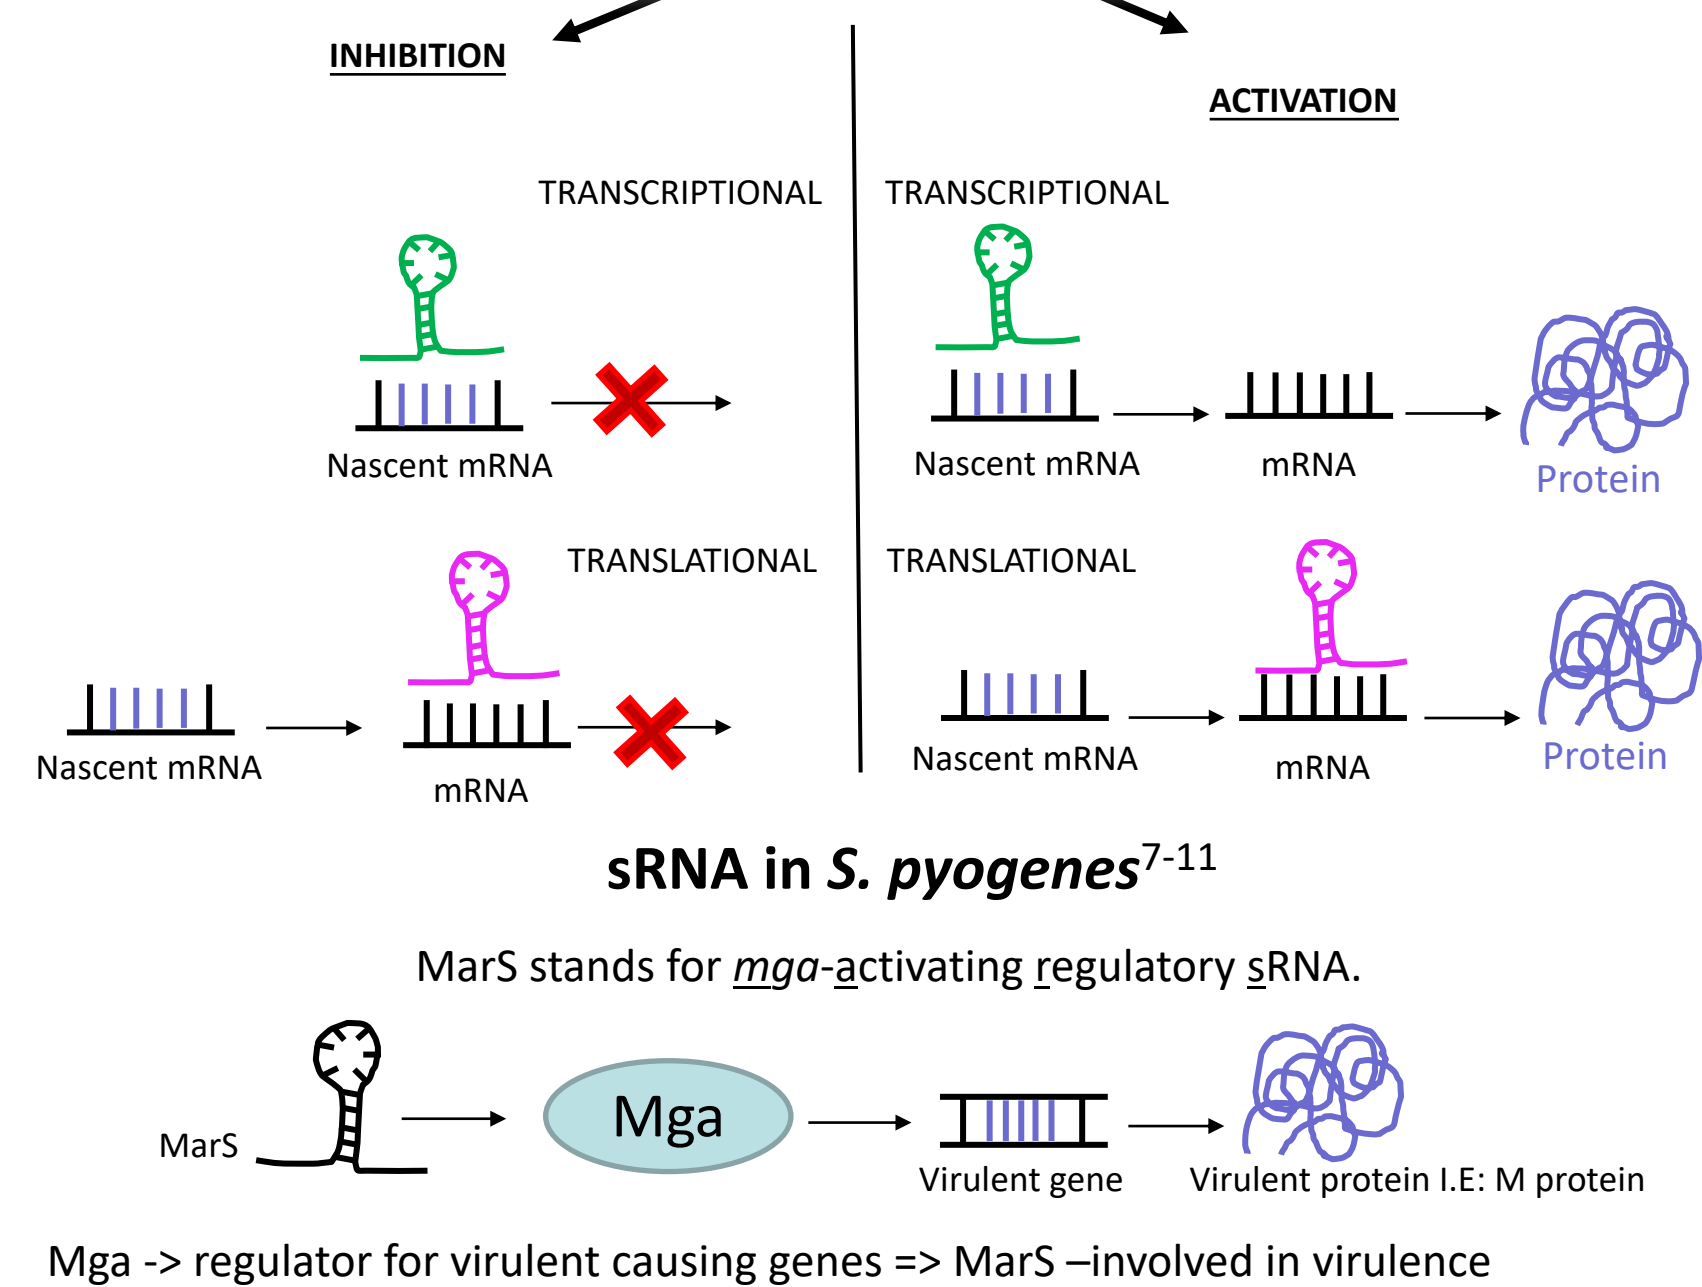 INHIBITION
ACTIVATION
TRANSCRIPTIONAL
TRANSCRIPTIONAL
Nascent mRNA
Nascent mRNA
mRNA
Protein
TRANSLATIONAL
TRANSLATIONAL
Nascent mRNA
mRNA
Nascent mRNA
mRNA
Protein
sRNA in S. pyogenes7-11
MarS stands for mga-activating regulatory sRNA.
MarS
Mga
Virulent gene
Virulent protein I.E: M protein
Mga -> regulator for virulent causing genes => MarS –involved in virulence